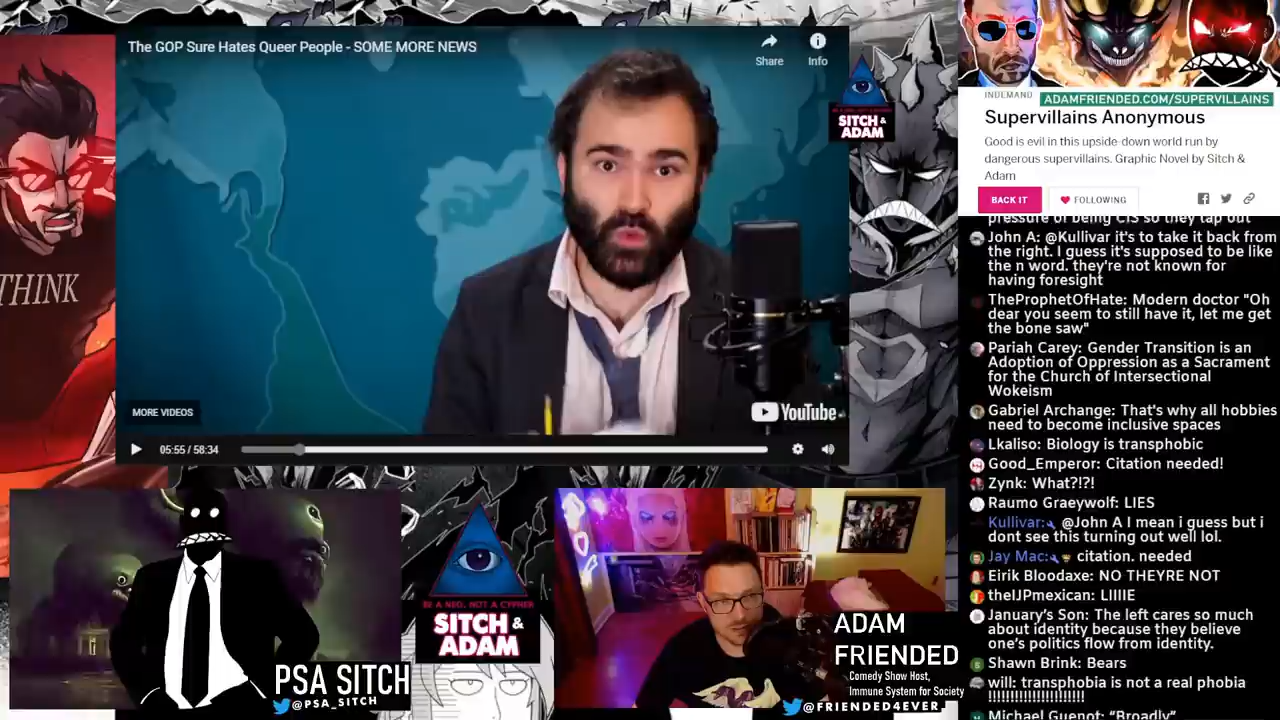 The GOP Sure Hates Queer People - SOME MORE NEWS
Share
Info
SITCH &
ADAM
THINK
MORE VIDEOS
YouTube
05:55 / 58:34
BE A NEO, NOT A CYPHER
SITCH &
ADAM
PSA SITCH
@PSA_SITCH
ADAM
FRIENDED
Comedy Show Host,
Immune System for Society
@FRIENDED4EVER
INDEMAND
ADAMFRIENDED.COM/SUPERVILLAINS
Supervillains Anonymous
Good is evil in this upside-down world run by
dangerous supervillains. Graphic Novel by Sitch &
Adam
BACK IT
FOLLOWING
pressure of being CIS so they tap out
John A: @Kullivar it's to take it back from
the right. I guess it's supposed to be like
the n word. they're not known for
having foresight
TheProphetOfHate: Modern doctor "Oh
dear you seem to still have it, let me get
the bone saw"
Pariah Carey: Gender Transition is an
Adoption of Oppression as a Sacrament
for the Church of Intersectional
Wokeism
Gabriel Archange: That's why all hobbies
need to become inclusive spaces
Lkaliso: Biology is transphobic
Good_Emperor: Citation needed!
Zynk: What?!?!
Raumo Graeywolf: LIES
Kullivar: @John A I mean i guess but i
dont see this turning out well lol.
Jay Mac: citation. needed
Eirik Bloodaxe: NO THEYRE NOT
theIJPmexican: LIIIIE
January's Son: The left cares so much
about identity because they believe
one's politics flow from identity.
Shawn Brink: Bears
will: transphobia is not a real phobia
Michael Guenot: "Broadly"